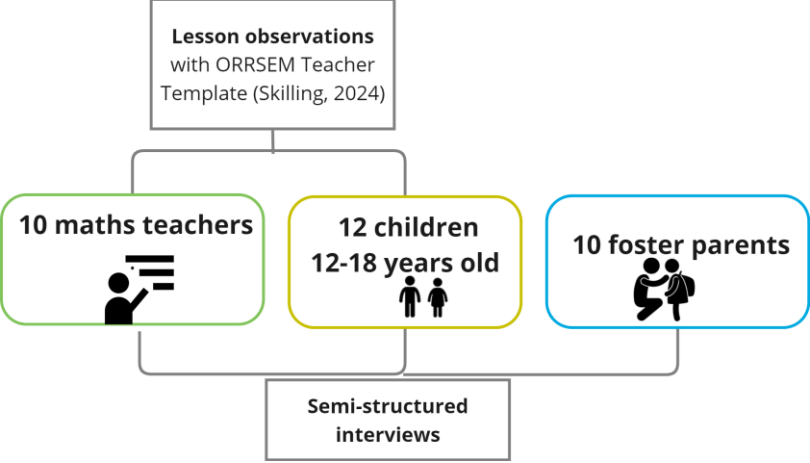 Lesson observations
with ORRSEM Teacher
Template (Skilling, 2024)
10 maths teachers
12 children
12-18 years old
10 foster parents
Semi-structured
interviews